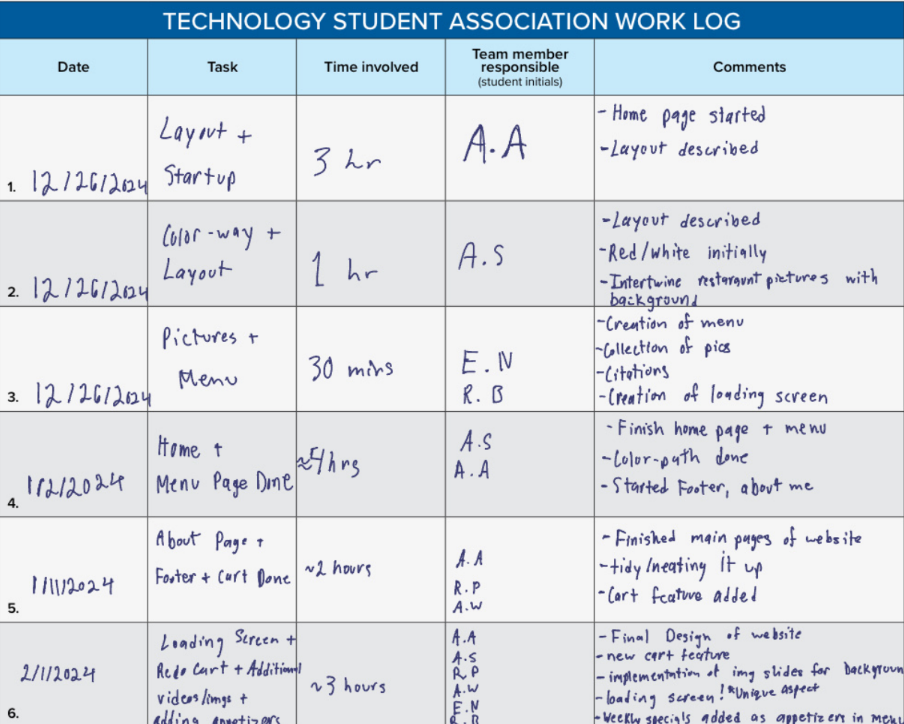 TECHNOLOGY STUDENT ASSOCIATION WORK LOG
Date
Task
Time involved
Team member
responsible
(student initials)
Comments
1. 12/26/2024
Layout +
Startup
3 hr
A.A
- Home page started
- Layout described
2. 12/26/2024
Color-way +
Layout
1 hr
A.S
- Layout described
- Red/White initially
- Intertwine restaraunt pictures with
background
3. 12/26/2024
Pictures +
Menu
30 mins
E.N
R.B
- Creation of menu
- Collection of pics
- Citations
- Creation of loading screen
4. 1/2/2024
Home +
Menu Page Done
hrs
A.S
A.A
- Finish home page + menu
- Color-path done
- Started Footer, about me
5. 1/11/2024
About Page +
Footer + Cart Done
~2 hours
A.A
R.P
A.W
- Finished main pages of website
- tidy/neating it up
- Cart feature added
6. 2/1/2024
Loading Screen +
Redo Cart + Additional
videos/imgs +
adding appetizers
~3 hours
A.A
A.S
R.P
A.W
E.N
R.B
- Final Design of website
- new cart feature
- implementation of img slides for backgroun
- loading screen! *Unique aspect
- Weekly specials added as appetizers in Menu